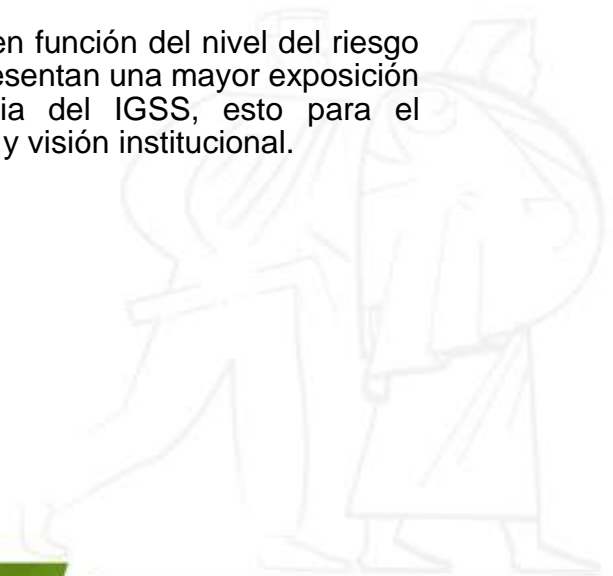 en función del nivel del riesgo
esentan una mayor exposición
ia del IGSS, esto para el
y visión institucional.